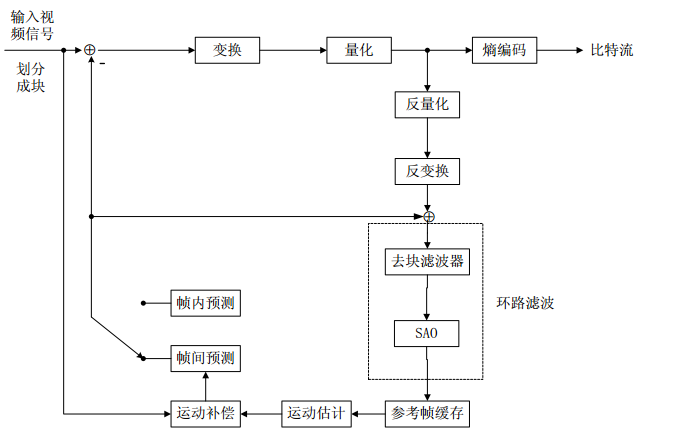 输入视
频信号
划分
成块
-
变换
量化
熵编码
比特流
反量化
反变换
去块滤波器
环路滤波
SAO
帧内预测
帧间预测
运动补偿
运动估计
参考帧缓存